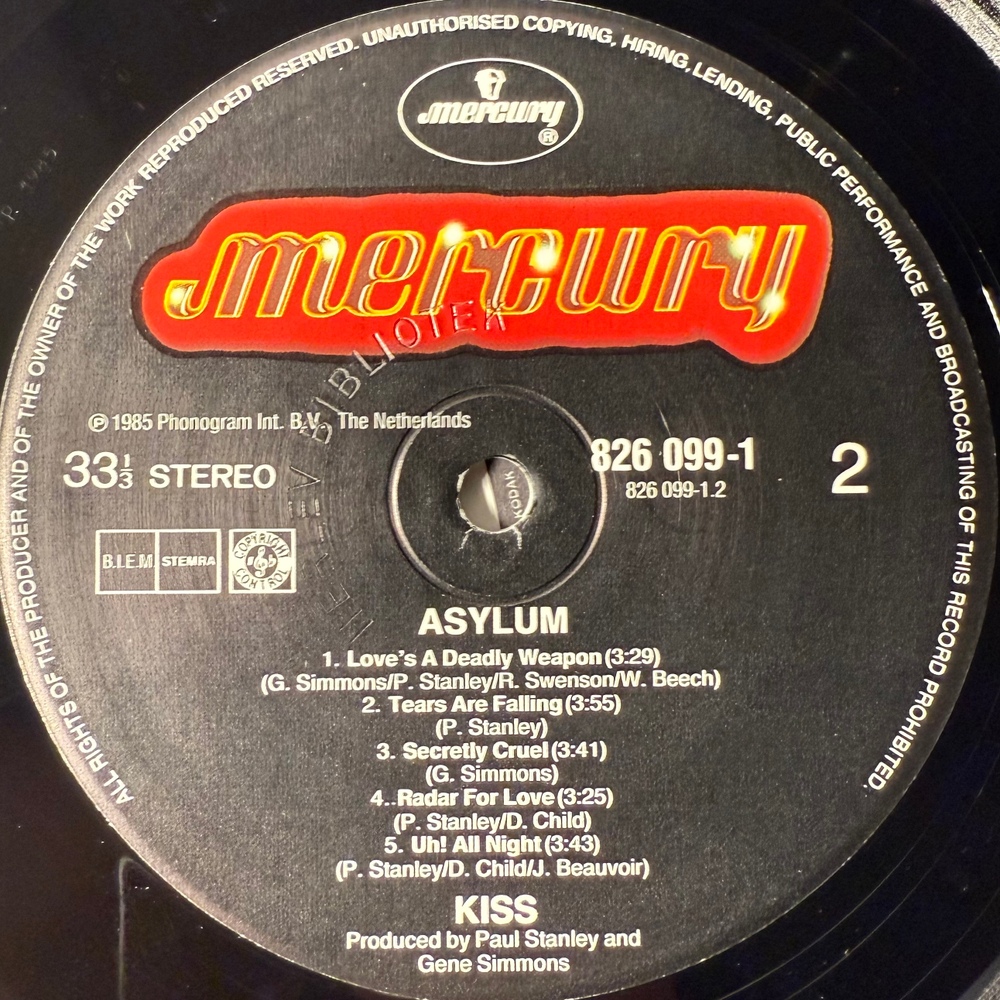 ALL RIGHTS OF THE PRODUCER AND OF THE OWNER OF THE WORK REPRODUCED RESERVED. UNAUTHORISED COPYING, HIRING, LENDING, PUBLIC PERFORMANCE AND BROADCASTING OF THIS RECORD PROHIBITED.
mercury
®
mercury
BIBLIOTEK
℗ 1985 Phonogram Int. B.V. The Netherlands
33⅓ STEREO
826 099-1
826 099-1.2
2
KODAK
B.I.E.M. STEMRA
COPYRIGHT CONTROL
ASYLUM
1. Love's A Deadly Weapon (3:29)
(G. Simmons/P. Stanley/R. Swenson/W. Beech)
2. Tears Are Falling (3:55)
(P. Stanley)
3. Secretly Cruel (3:41)
(G. Simmons)
4..Radar For Love (3:25)
(P. Stanley/D. Child)
5. Uh! All Night (3:43)
(P. Stanley/D. Child/J. Beauvoir)
KISS
Produced by Paul Stanley and
Gene Simmons